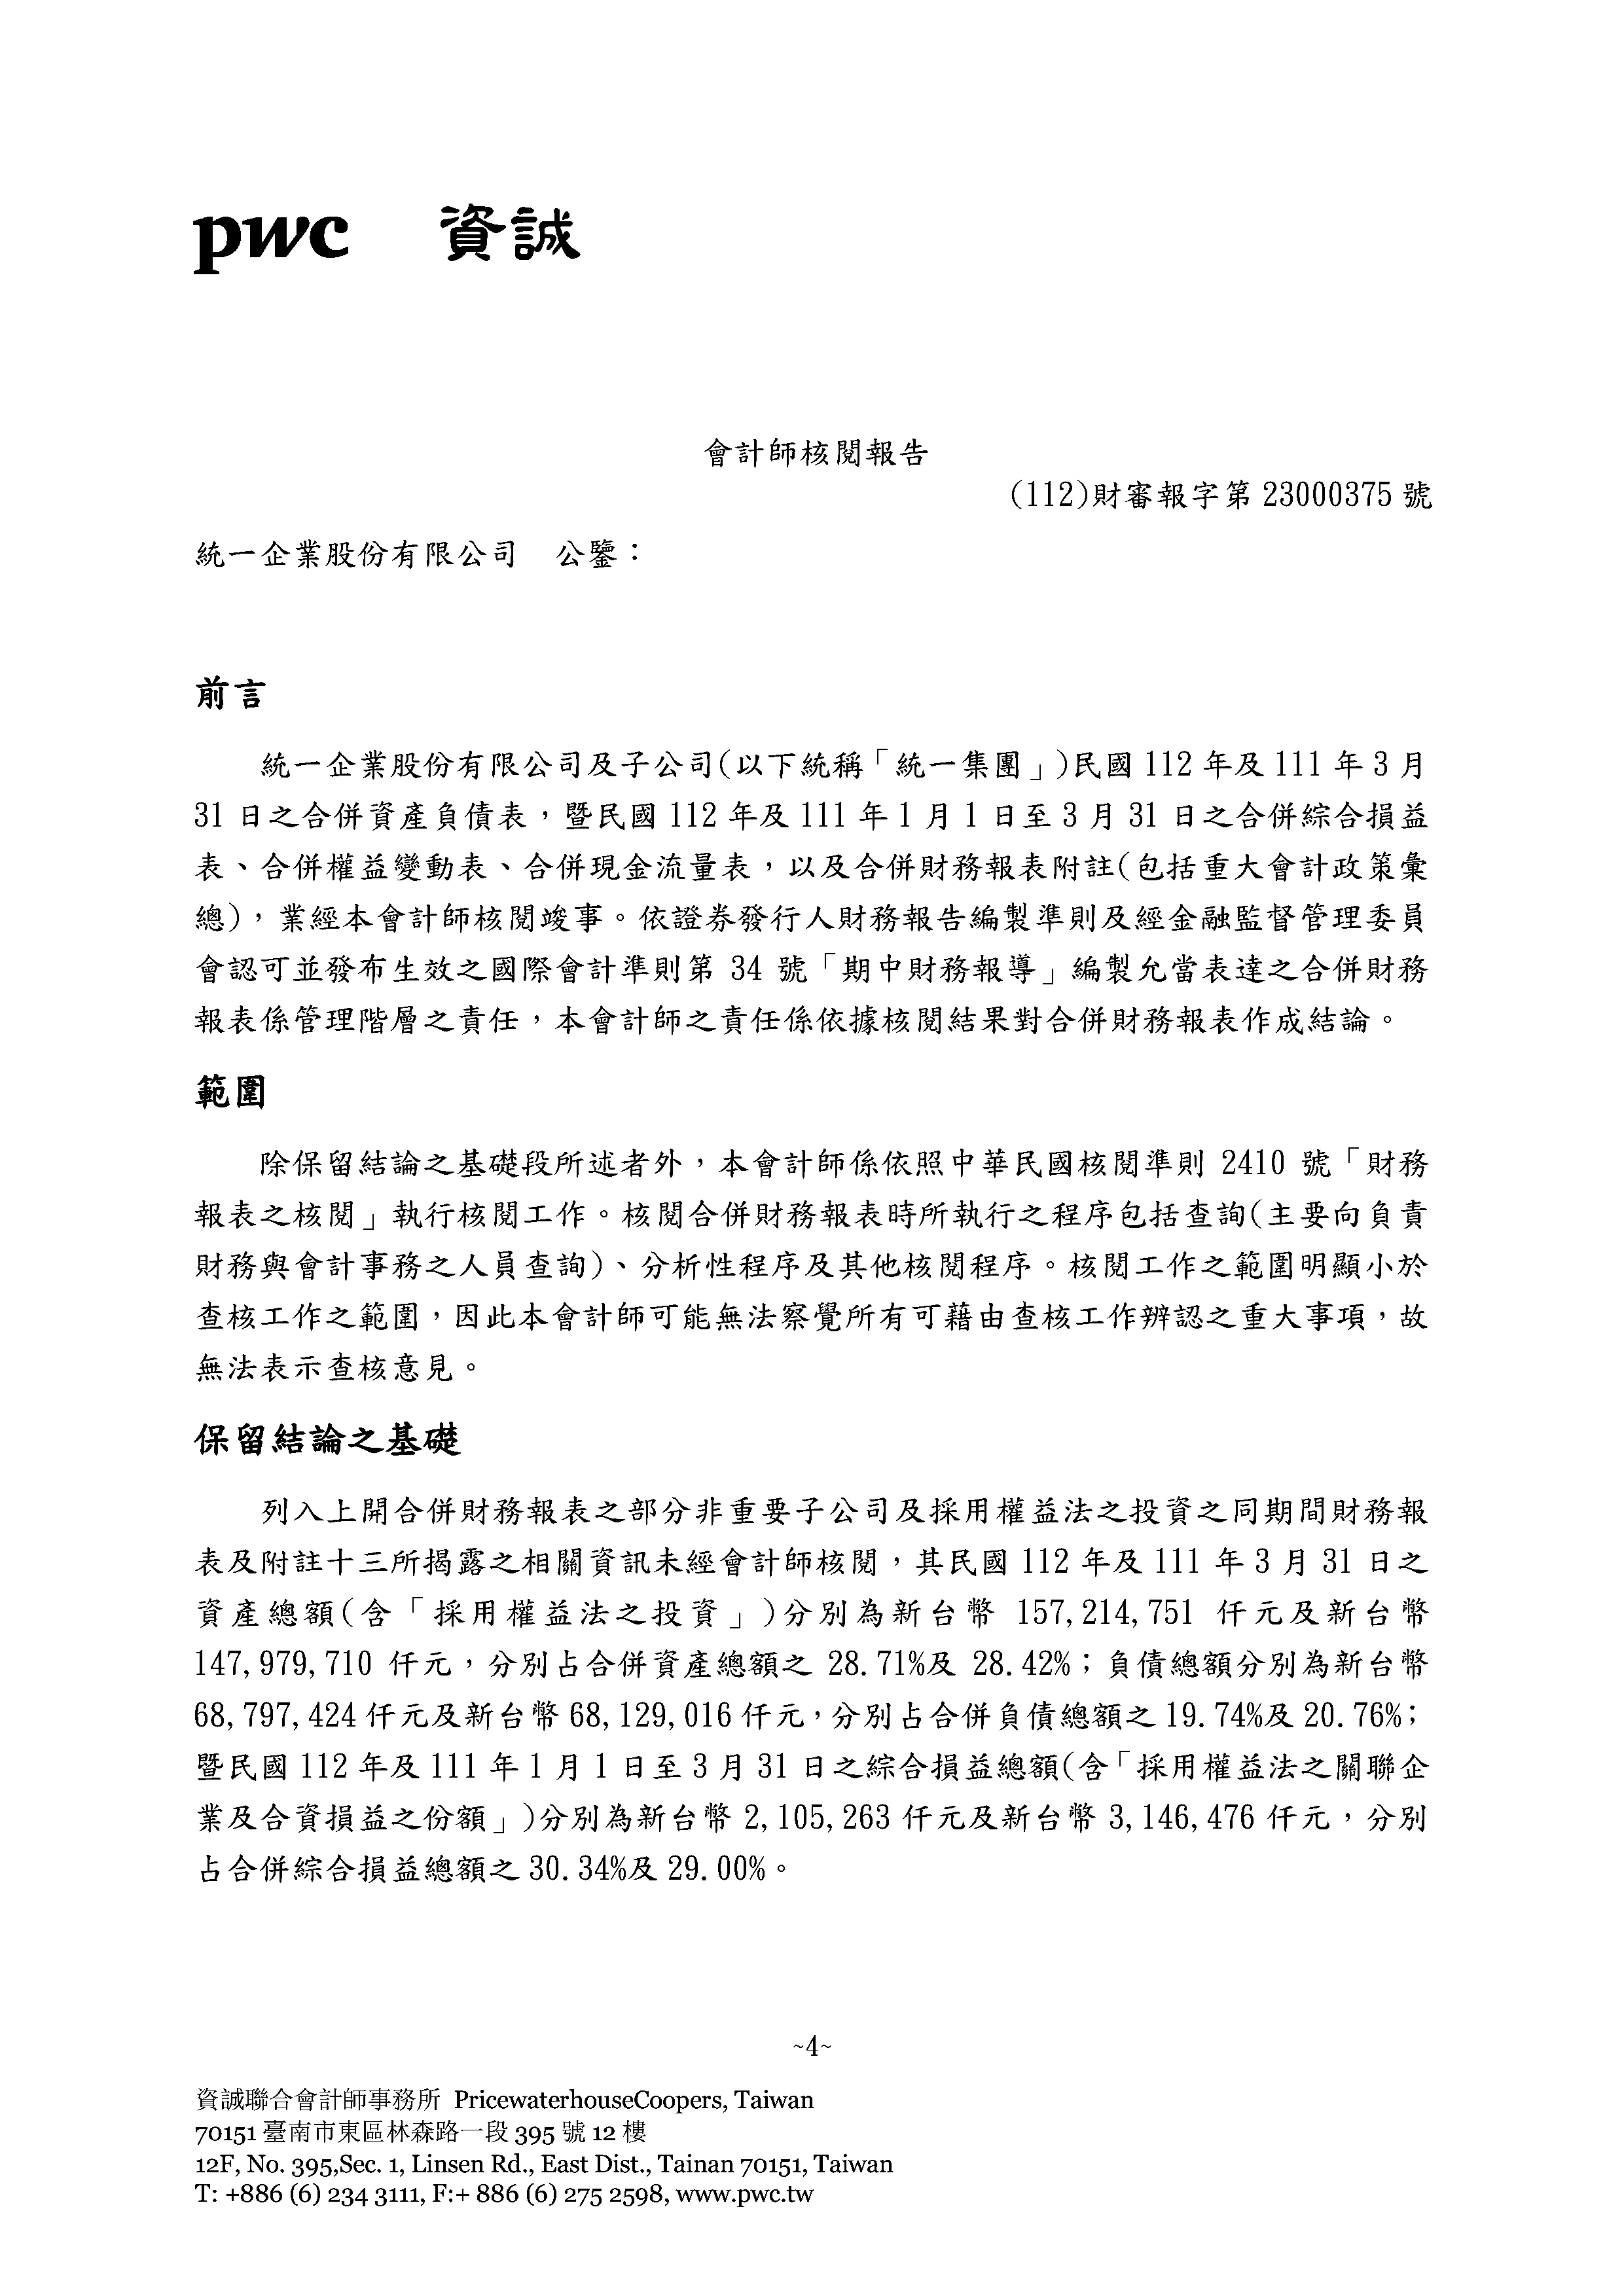 pwc 資誠
會計師核閱報告
(112)財審報字第 23000375 號
統一企業股份有限公司　公鑒：
前言
統一企業股份有限公司及子公司(以下統稱「統一集團」)民國 112 年及 111 年 3 月
31 日之合併資產負債表，暨民國 112 年及 111 年 1 月 1 日至 3 月 31 日之合併綜合損益
表、合併權益變動表、合併現金流量表，以及合併財務報表附註(包括重大會計政策彙
總)，業經本會計師核閱竣事。依證券發行人財務報告編製準則及經金融監督管理委員
會認可並發布生效之國際會計準則第 34 號「期中財務報導」編製允當表達之合併財務
報表係管理階層之責任，本會計師之責任係依據核閱結果對合併財務報表作成結論。
範圍
除保留結論之基礎段所述者外，本會計師係依照中華民國核閱準則 2410 號「財務
報表之核閱」執行核閱工作。核閱合併財務報表時所執行之程序包括查詢(主要向負責
財務與會計事務之人員查詢)、分析性程序及其他核閱程序。核閱工作之範圍明顯小於
查核工作之範圍，因此本會計師可能無法察覺所有可藉由查核工作辨認之重大事項，故
無法表示查核意見。
保留結論之基礎
列入上開合併財務報表之部分非重要子公司及採用權益法之投資之同期間財務報
表及附註十三所揭露之相關資訊未經會計師核閱，其民國 112 年及 111 年 3 月 31 日之
資產總額(含「採用權益法之投資」)分別為新台幣 157,214,751 仟元及新台幣
147,979,710 仟元，分別占合併資產總額之 28.71%及 28.42%；負債總額分別為新台幣
68,797,424 仟元及新台幣 68,129,016 仟元，分別占合併負債總額之 19.74%及 20.76%；
暨民國 112 年及 111 年 1 月 1 日至 3 月 31 日之綜合損益總額(含「採用權益法之關聯企
業及合資損益之份額」)分別為新台幣 2,105,263 仟元及新台幣 3,146,476 仟元，分別
占合併綜合損益總額之 30.34%及 29.00%。
~4~
資誠聯合會計師事務所 PricewaterhouseCoopers, Taiwan
70151 臺南市東區林森路一段 395 號 12 樓
12F, No. 395,Sec. 1, Linsen Rd., East Dist., Tainan 70151, Taiwan
T: +886 (6) 234 3111, F:+ 886 (6) 275 2598, www.pwc.tw